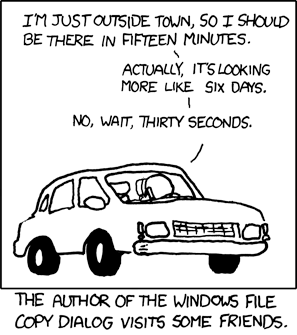 I'M JUST OUTSIDE TOWN, SO I SHOULD
BE THERE IN FIFTEEN MINUTES.
ACTUALLY, IT'S LOOKING
MORE LIKE SIX DAYS.
NO, WAIT, THIRTY SECONDS.
THE AUTHOR OF THE WINDOWS FILE
COPY DIALOG VISITS SOME FRIENDS.